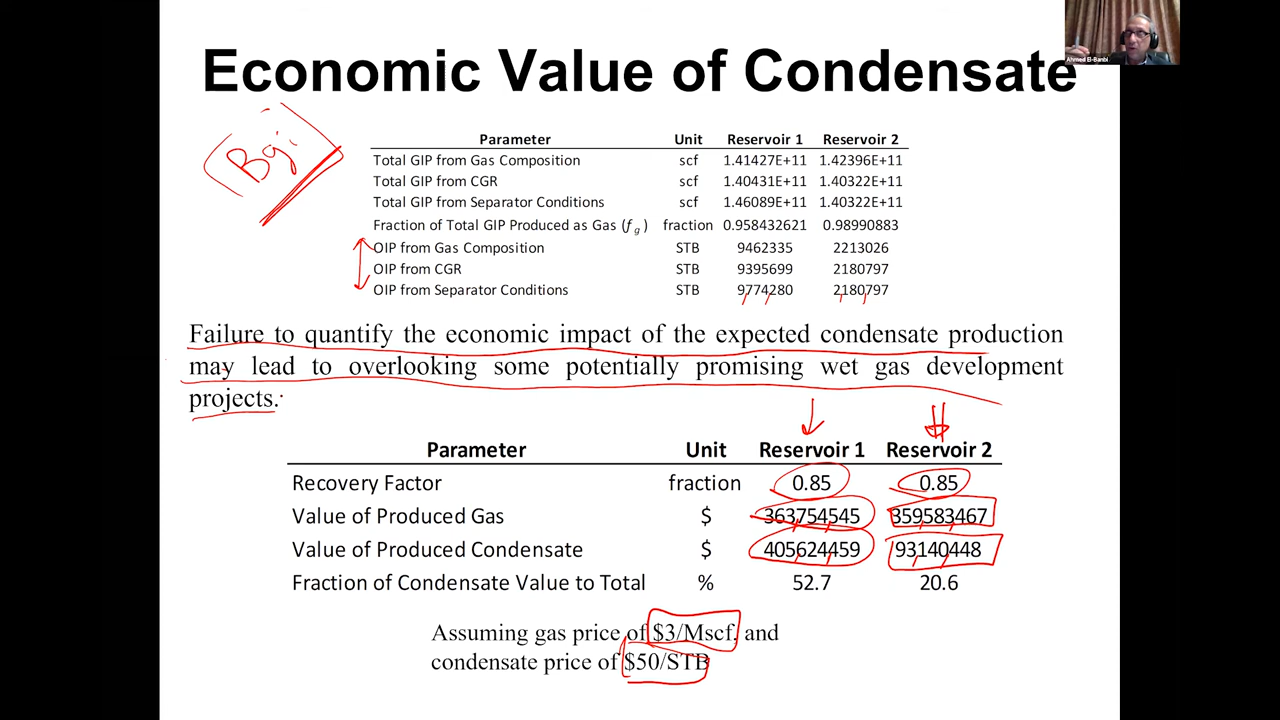 Economic Value of Condensate
Ahmed El-Banbi
Bgi
Parameter Unit Reservoir 1 Reservoir 2
Total GIP from Gas Composition scf 1.41427E+11 1.42396E+11
Total GIP from CGR scf 1.40431E+11 1.40322E+11
Total GIP from Separator Conditions scf 1.46089E+11 1.40322E+11
Fraction of Total GIP Produced as Gas (fg) fraction 0.958432621 0.98990883
OIP from Gas Composition STB 9462335 2213026
OIP from CGR STB 9395699 2180797
OIP from Separator Conditions STB 9774280 2180797
Failure to quantify the economic impact of the expected condensate production
may lead to overlooking some potentially promising wet gas development
projects.
Parameter Unit Reservoir 1 Reservoir 2
Recovery Factor fraction 0.85 0.85
Value of Produced Gas $ 363754545 359583467
Value of Produced Condensate $ 405624459 93140448
Fraction of Condensate Value to Total % 52.7 20.6
Assuming gas price of $3/Mscf, and
condensate price of $50/STB